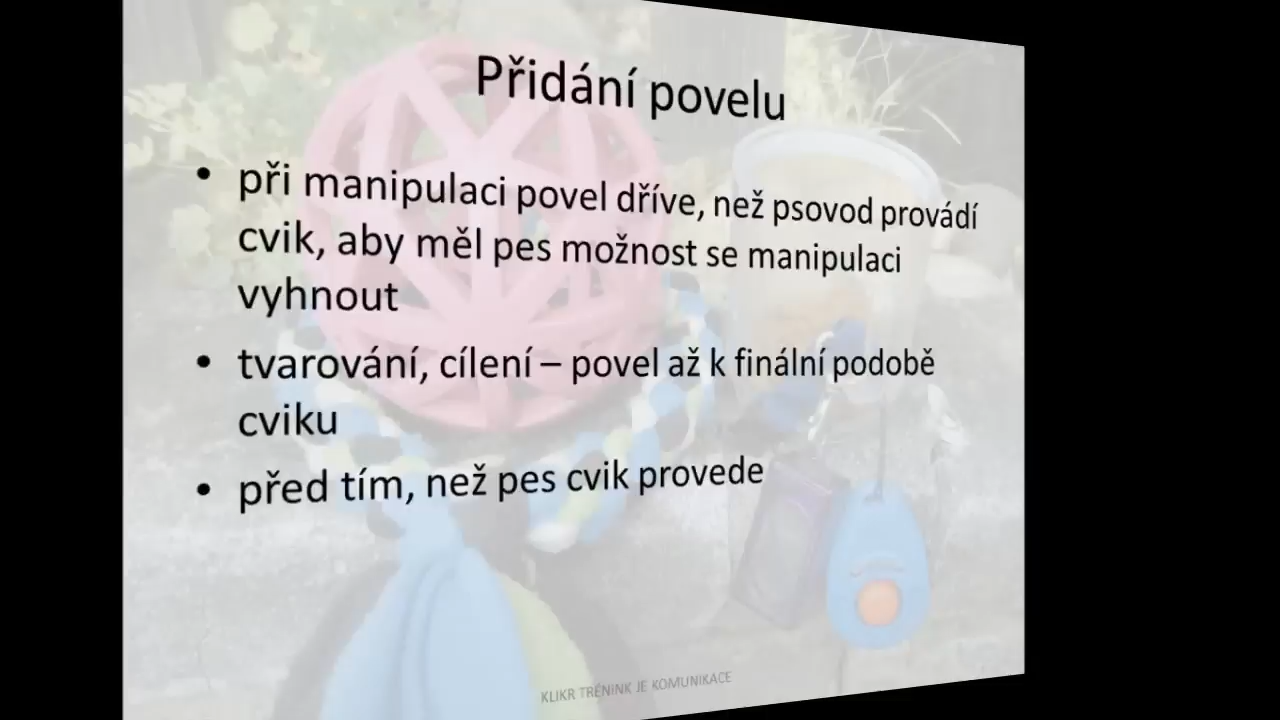 Přidání povelu
• při manipulaci povel dříve, než psovod provádí
cvik, aby měl pes možnost se manipulaci
vyhnout
• tvarování, cílení – povel až k finální podobě
cviku
• před tím, než pes cvik provede
KLIKR TRÉNINK JE KOMUNIKACE